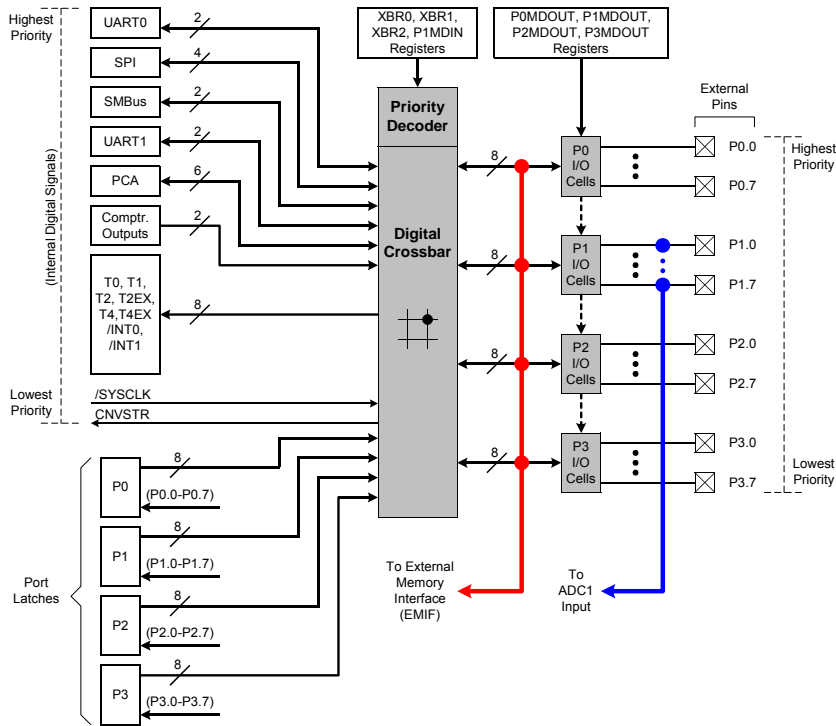 Highest
Priority
UART0
2
SPI
4
SMBus
2
UART1
2
PCA
6
Comptr.
Outputs
2
T0, T1,
T2, T2EX,
T4,T4EX
/INT0,
/INT1
8
(Internal Digital Signals)
Lowest
Priority
/SYSCLK
CNVSTR
XBR0, XBR1,
XBR2, P1MDIN
Registers
P0MDOUT, P1MDOUT,
P2MDOUT, P3MDOUT
Registers
Priority
Decoder
Digital
Crossbar
8
8
8
8
P0
I/O
Cells
P1
I/O
Cells
P2
I/O
Cells
P3
I/O
Cells
External
Pins
P0.0
P0.7
P1.0
P1.7
P2.0
P2.7
P3.0
P3.7
Highest
Priority
Lowest
Priority
Port
Latches
P0
8
(P0.0-P0.7)
P1
8
(P1.0-P1.7)
P2
8
(P2.0-P2.7)
P3
8
(P3.0-P3.7)
To External
Memory
Interface
(EMIF)
To
ADC1
Input